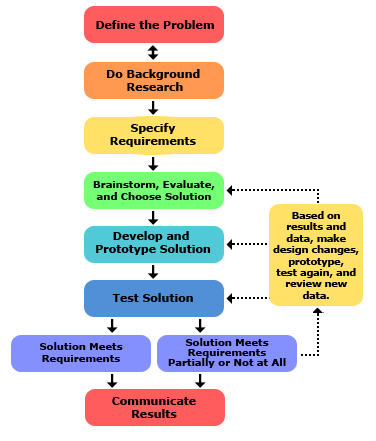 Define the Problem
Do Background
Research
Specify
Requirements
Brainstorm, Evaluate,
and Choose Solution
Develop and
Prototype Solution
Test Solution
Based on
results and
data, make
design changes,
prototype,
test again, and
review new
data.
Solution Meets
Requirements
Solution Meets
Requirements
Partially or Not at All
Communicate
Results